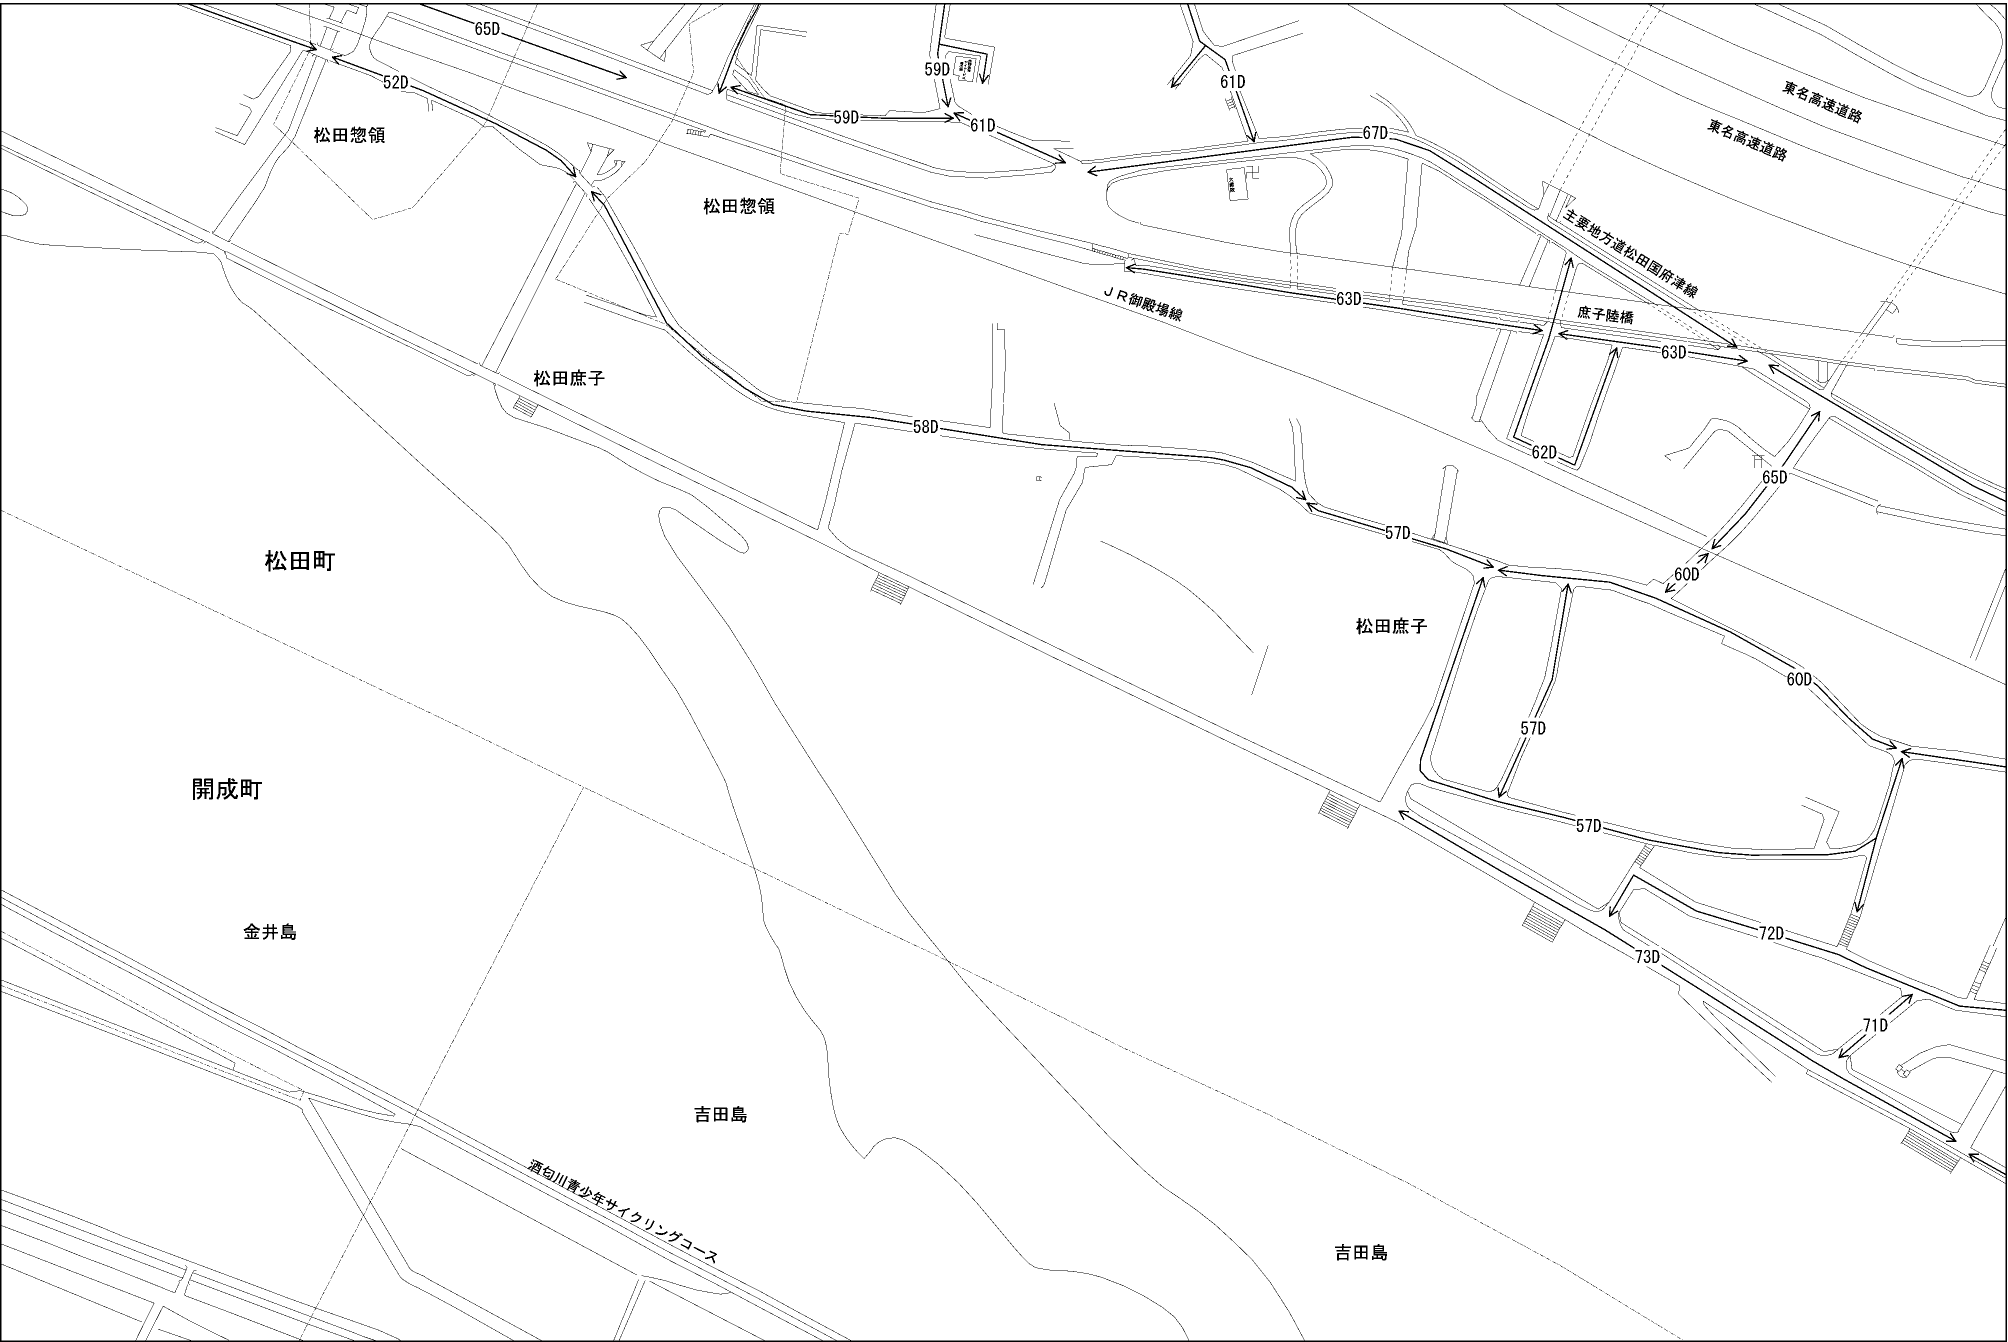 65D
52D
59D
59D
61D
61D
67D
東名高速道路
東名高速道路
松田惣領
松田惣領
主要地方道松田国府津線
JR御殿場線
63D
庶子陸橋
63D
松田庶子
58D
62D
65D
57D
60D
松田町
松田庶子
60D
57D
開成町
57D
金井島
72D
73D
71D
吉田島
酒匂川青少年サイクリングコース
吉田島